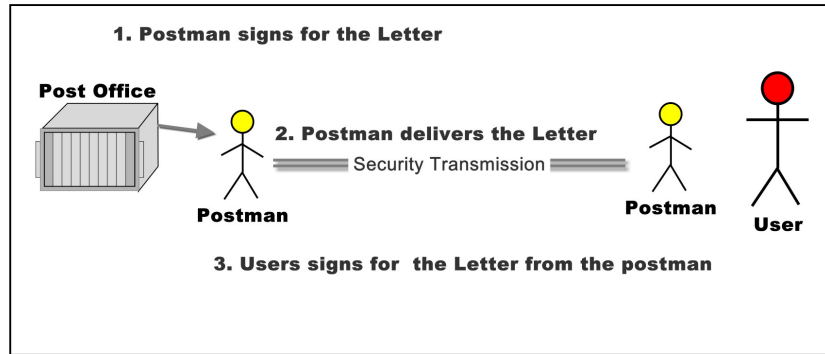 1. Postman signs for the Letter
Post Office
2. Postman delivers the Letter
Security Transmission
Postman
Postman
User
3. Users signs for the Letter from the postman